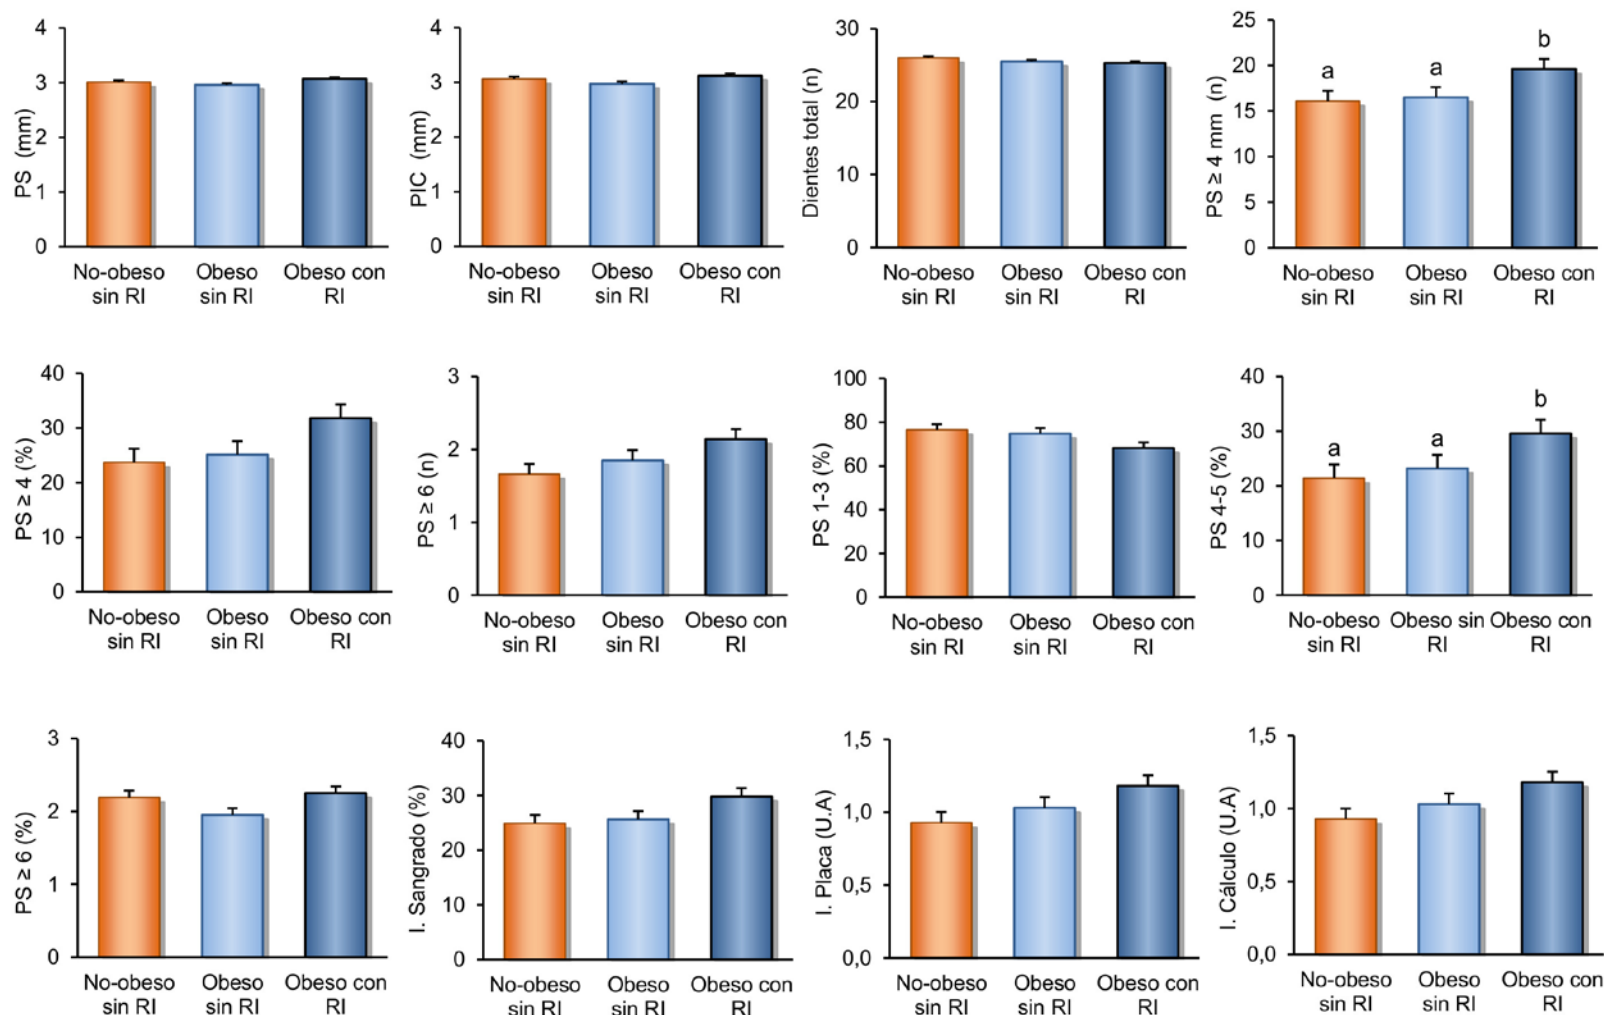 4
3
2
1
0
PS (mm)
No-obeso
sin RI
Obeso
sin RI
Obeso con
RI
4
3
2
1
0
PIC (mm)
No-obeso
sin RI
Obeso
sin RI
Obeso con
RI
30
20
10
0
Dientes total (n)
No-obeso
sin RI
Obeso
sin RI
Obeso con
RI
25
20
15
10
5
0
PS ≥ 4 mm (n)
a
a
b
No-obeso
sin RI
Obeso
sin RI
Obeso con
RI
40
30
20
10
0
PS ≥ 4 (%)
No-obeso
sin RI
Obeso
sin RI
Obeso con
RI
3
2
1
0
PS ≥ 6 (n)
No-obeso
sin RI
Obeso
sin RI
Obeso con
RI
100
80
60
40
20
0
PS 1-3 (%)
No-obeso
sin RI
Obeso
sin RI
Obeso con
RI
40
30
20
10
0
PS 4-5 (%)
a
a
b
No-obeso
sin RI
Obeso sin
RI
Obeso con
RI
3
2
1
0
PS ≥ 6 (%)
No-obeso
sin RI
Obeso
sin RI
Obeso con
RI
40
30
20
10
0
I. Sangrado (%)
No-obeso
sin RI
Obeso
sin RI
Obeso con
RI
1,5
1,0
0,5
0,0
I. Placa (U.A)
No-obeso
sin RI
Obeso
sin RI
Obeso con
RI
1,5
1,0
0,5
0,0
I. Cálculo (U.A)
No-obeso
sin RI
Obeso
sin RI
Obeso con
RI